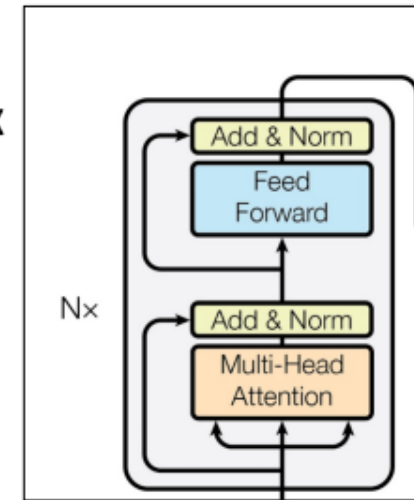 Add & Norm
Feed
Forward
Nx
Add & Norm
Multi-Head
Attention